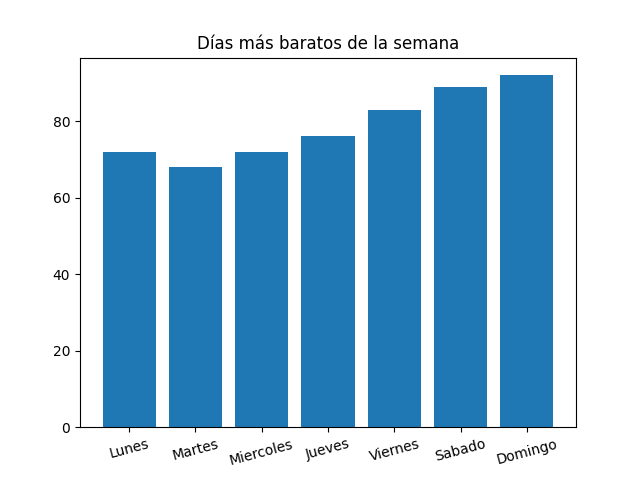 Días más baratos de la semana
80
60
40
20
0
Lunes
Martes
Miercoles
Jueves
Viernes
Sabado
Domingo